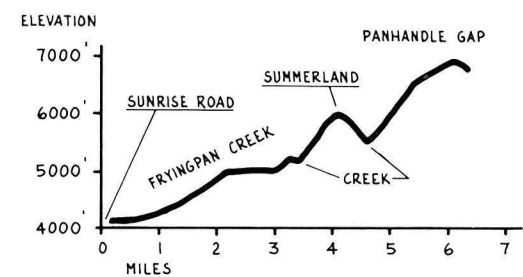 ELEVATION
PANHANDLE GAP
7000'
SUMMERLAND
SUNRISE ROAD
6000'
FRYINGPAN CREEK
5000'
CREEK
4000'
0 1 2 3 4 5 6 7
MILES